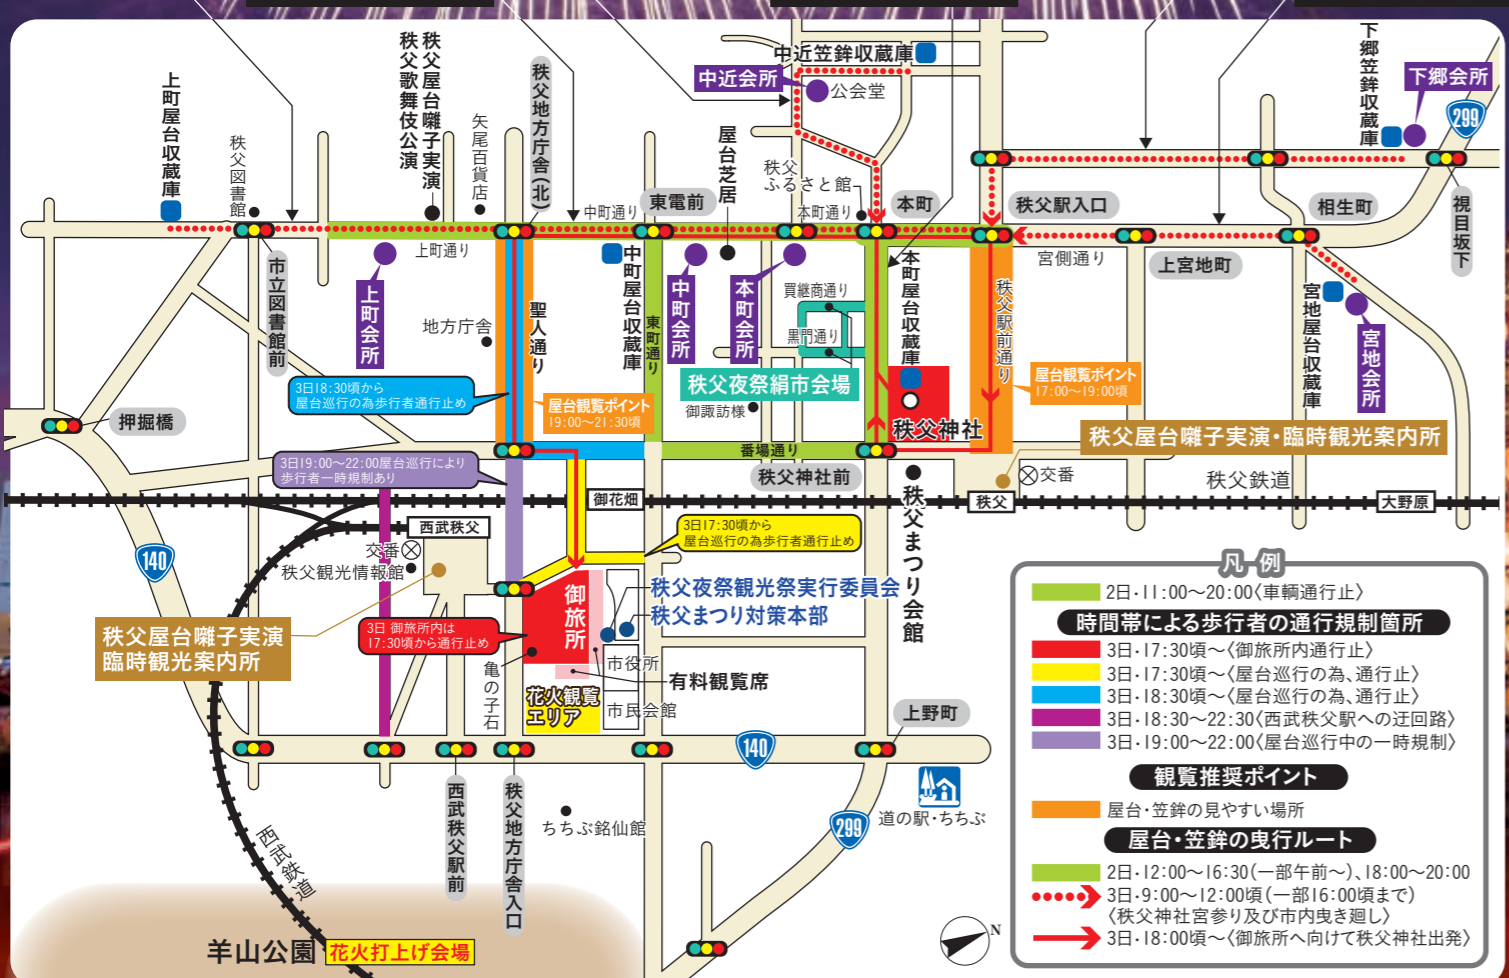 上町屋台収蔵庫
秩父図書館
秩父歌舞伎公演
秩父屋台囃子実演
矢尾百貨店
秩父地方庁舎(北)
中近笠鉾収蔵庫
中近会所
公会堂
屋台芝居
秩父
ふるさと館
下郷笠鉾収蔵庫
下郷会所
299
視目坂下
中町通り
東電前
本町通り
本町
秩父駅入口
相生町
上町通り
宮側通り
上宮地町
市立図書館前
上町会所
地方庁舎
聖人通り
中町屋台収蔵庫
東町通り
中町会所
本町会所
買継商通り
黒門通り
本町屋台収蔵庫
秩父駅前通り
宮地屋台収蔵庫
宮地会所
3日18:30頃から
屋台巡行の為歩行者通行止め
屋台観覧ポイント
19:00〜21:30頃
秩父夜祭絹市会場
御諏訪様
屋台観覧ポイント
17:00〜19:00頃
押掘橋
秩父神社
秩父屋台囃子実演・臨時観光案内所
番場通り
3日19:00〜22:00屋台巡行により
歩行者一時規制あり
秩父神社前
交番
秩父鉄道
御花畑
秩父
大野原
秩父まつり会館
西武秩父
3日17:30頃から
屋台巡行の為歩行者通行止め
交番
秩父観光情報館
140
御旅所
秩父夜祭観光祭実行委員会
秩父まつり対策本部
秩父屋台囃子実演
臨時観光案内所
3日 御旅所内は
17:30頃から通行止め
亀の子石
市役所
有料観覧席
花火観覧
エリア
市民会館
上野町
140
西武秩父駅前
秩父地方庁舎入口
ちちぶ銘仙館
299
道の駅・ちちぶ
西武鉄道
羊山公園
花火打上げ会場
N
凡例
2日・11:00〜20:00〈車輌通行止〉
時間帯による歩行者の通行規制箇所
3日・17:30頃〜〈御旅所内通行止〉
3日・17:30頃〜〈屋台巡行の為、通行止〉
3日・18:30頃〜〈屋台巡行の為、通行止〉
3日・18:30〜22:30〈西武秩父駅への迂回路〉
3日・19:00〜22:00〈屋台巡行中の一時規制〉
観覧推奨ポイント
屋台・笠鉾の見やすい場所
屋台・笠鉾の曳行ルート
2日・12:00〜16:30(一部午前〜)、18:00〜20:00
3日・9:00〜12:00頃(一部16:00頃まで)
〈秩父神社宮参り及び市内曳き廻し〉
3日・18:00頃〜〈御旅所へ向けて秩父神社出発〉